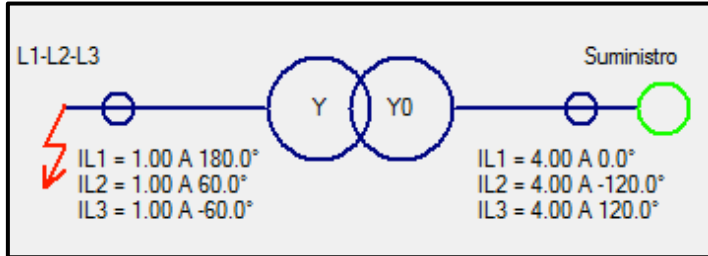 L1-L2-L3
Suministro
Y
Y0
IL1 = 1.00 A 180.0°
IL2 = 1.00 A 60.0°
IL3 = 1.00 A -60.0°
IL1 = 4.00 A 0.0°
IL2 = 4.00 A -120.0°
IL3 = 4.00 A 120.0°